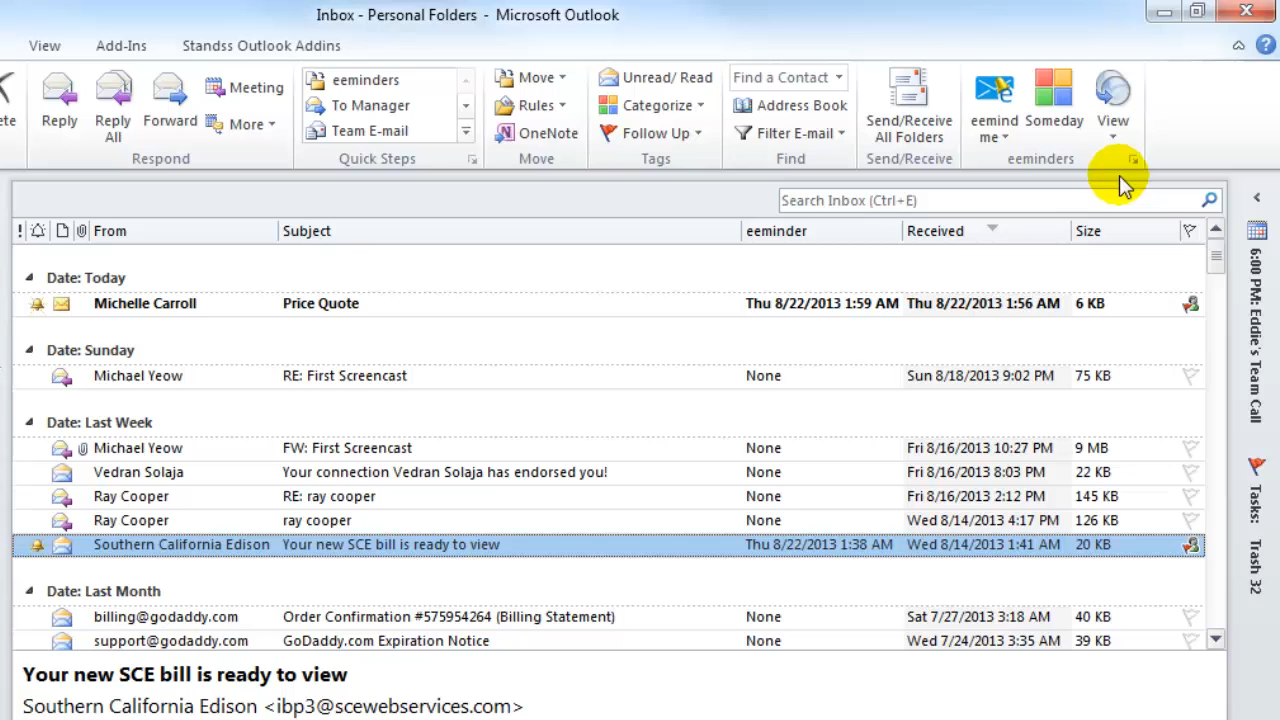 Inbox - Personal Folders - Microsoft Outlook
View Add-Ins Standss Outlook Addins
ete
Reply
Reply All
Forward
Meeting
More
Respond
eeminders
To Manager
Team E-mail
Quick Steps
Move
Rules
OneNote
Move
Unread/ Read
Categorize
Follow Up
Tags
Find a Contact
Address Book
Filter E-mail
Find
Send/Receive
All Folders
Send/Receive
eemind
me
Someday
View
eeminders
Search Inbox (Ctrl+E)
! From Subject eeminder Received Size
Date: Today
Michelle Carroll Price Quote Thu 8/22/2013 1:59 AM Thu 8/22/2013 1:56 AM 6 KB
Date: Sunday
Michael Yeow RE: First Screencast None Sun 8/18/2013 9:02 PM 75 KB
Date: Last Week
Michael Yeow FW: First Screencast None Fri 8/16/2013 10:27 PM 9 MB
Vedran Solaja Your connection Vedran Solaja has endorsed you! None Fri 8/16/2013 8:03 PM 22 KB
Ray Cooper RE: ray cooper None Fri 8/16/2013 2:12 PM 145 KB
Ray Cooper ray cooper None Wed 8/14/2013 4:17 PM 126 KB
Southern California Edison Your new SCE bill is ready to view Thu 8/22/2013 1:38 AM Wed 8/14/2013 1:41 AM 20 KB
Date: Last Month
billing@godaddy.com Order Confirmation #575954264 (Billing Statement) None Sat 7/27/2013 3:18 AM 40 KB
support@godaddy.com GoDaddy.com Expiration Notice None Wed 7/24/2013 3:35 AM 39 KB
Your new SCE bill is ready to view
Southern California Edison <ibp3@scewebservices.com>
6:00 PM: Eddie's Team Call
Tasks: Trash 32